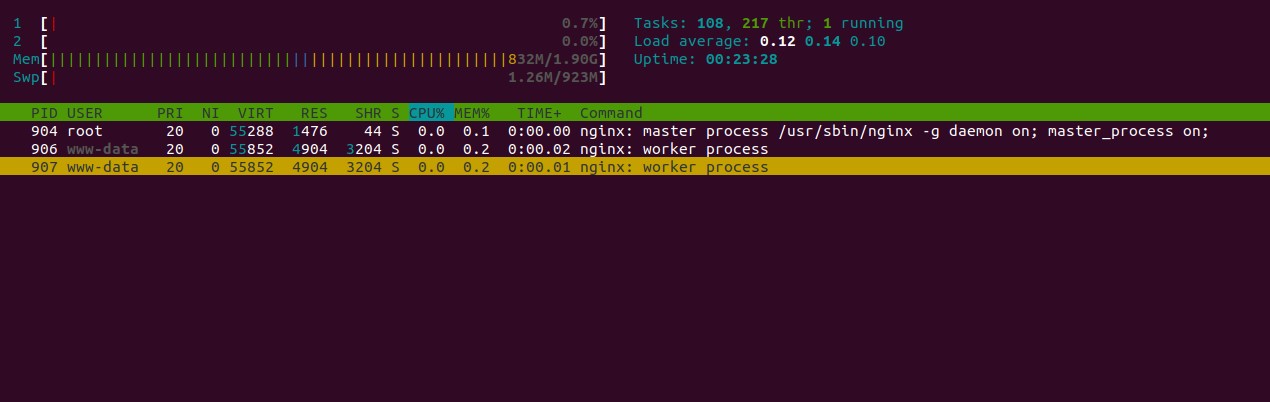 1 [| 0.7%] Tasks: 108, 217 thr; 1 running
2 [ 0.0%] Load average: 0.12 0.14 0.10
Mem[|||||||||||||||||||||||||||||||||||||||||||||||||||832M/1.90G] Uptime: 00:23:28
Swp[| 1.26M/923M]
PID USER PRI NI VIRT RES SHR S CPU% MEM% TIME+ Command
904 root 20 0 55288 1476 44 S 0.0 0.1 0:00.00 nginx: master process /usr/sbin/nginx -g daemon on; master_process on;
906 www-data 20 0 55852 4904 3204 S 0.0 0.2 0:00.02 nginx: worker process
907 www-data 20 0 55852 4904 3204 S 0.0 0.2 0:00.01 nginx: worker process